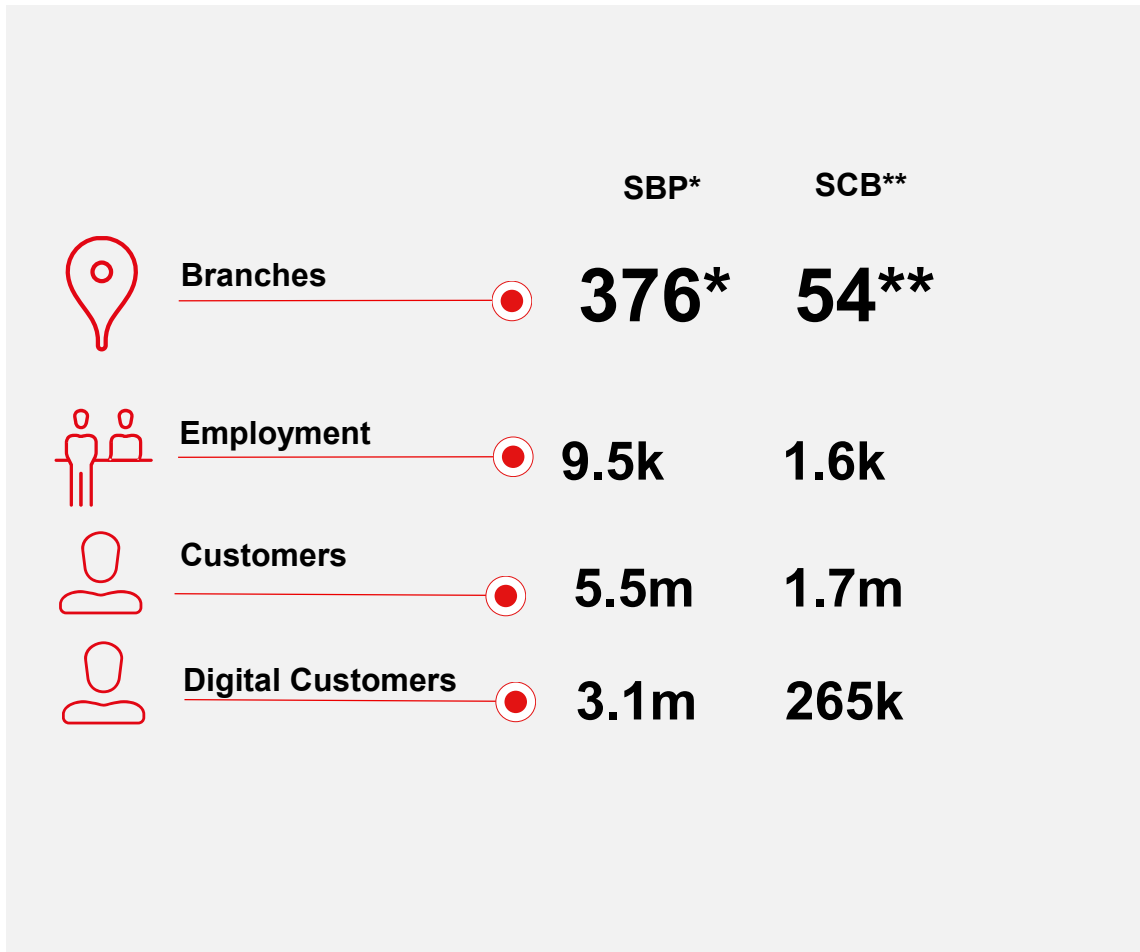 SBP* SCB**
Branches 376* 54**
Employment 9.5k 1.6k
Customers 5.5m 1.7m
Digital Customers 3.1m 265k